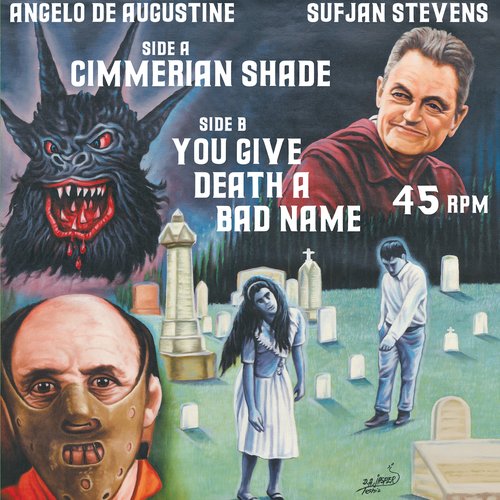 ANGELO DE AUGUSTINE
SUFJAN STEVENS
SIDE A
CIMMERIAN SHADE
SIDE B
YOU GIVE
DEATH A
BAD NAME
45 RPM